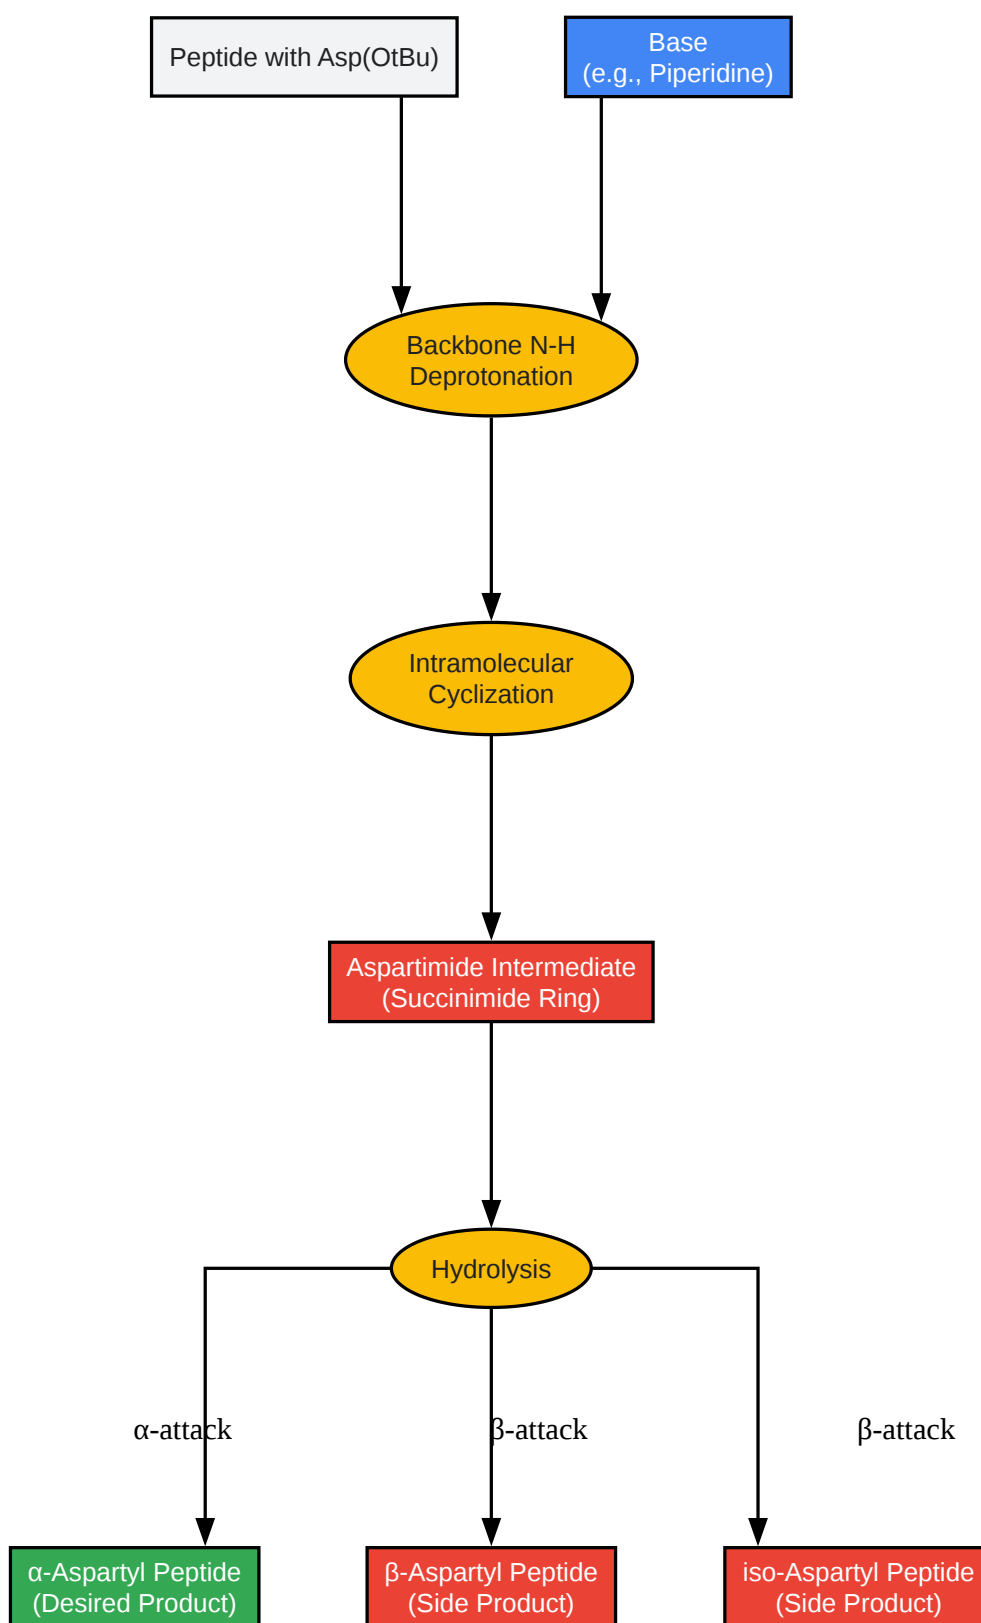 Peptide with Asp(OtBu)
Base
(e.g., Piperidine)
Backbone N-H
Deprotonation
Intramolecular
Cyclization
Aspartimide Intermediate
(Succinimide Ring)
Hydrolysis
α-attack
β-attack
β-attack
α-Aspartyl Peptide
(Desired Product)
β-Aspartyl Peptide
(Side Product)
iso-Aspartyl Peptide
(Side Product)